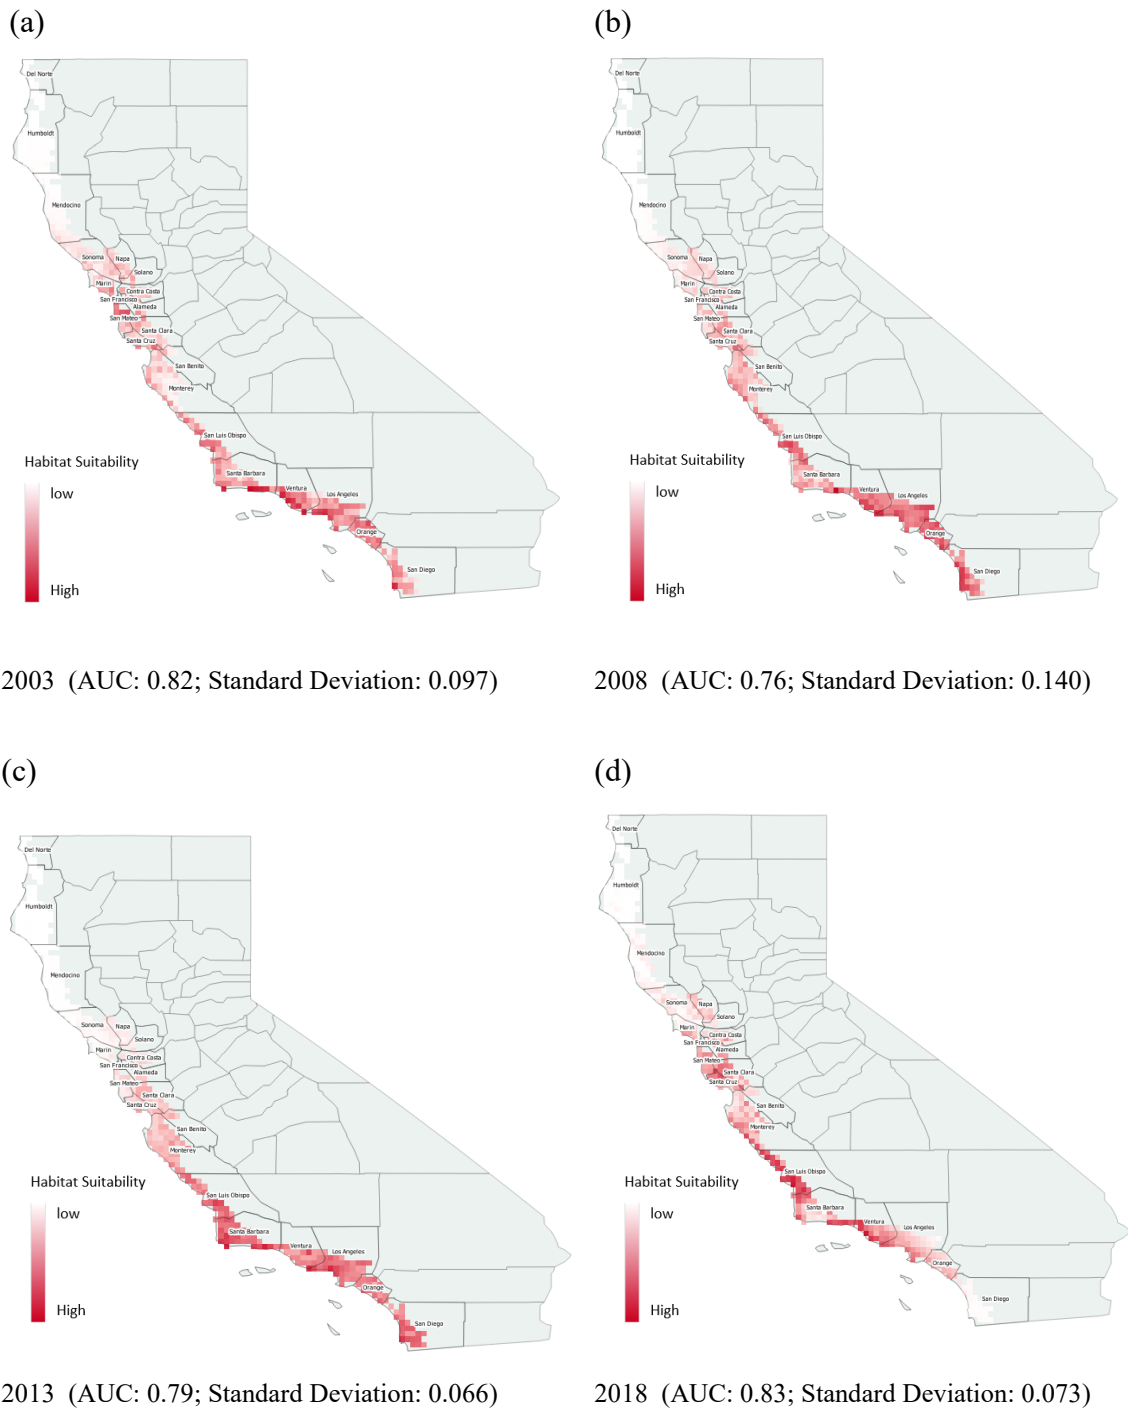 (a)
Del Norte
Humboldt
Mendocino
Sonoma
Napa
Solano
Marin
Contra Costa
San Francisco
Alameda
San Mateo
Santa Clara
Santa Cruz
San Benito
Monterey
San Luis Obispo
Santa Barbara
Ventura
Los Angeles
Orange
San Diego
Habitat Suitability
low
High
2003 (AUC: 0.82; Standard Deviation: 0.097)
(b)
Del Norte
Humboldt
Mendocino
Sonoma
Napa
Solano
Marin
Contra Costa
San Francisco
Alameda
San Mateo
Santa Clara
Santa Cruz
San Benito
Monterey
San Luis Obispo
Santa Barbara
Ventura
Los Angeles
Orange
San Diego
Habitat Suitability
low
High
2008 (AUC: 0.76; Standard Deviation: 0.140)
(c)
Del Norte
Humboldt
Mendocino
Sonoma
Napa
Solano
Marin
Contra Costa
San Francisco
Alameda
San Mateo
Santa Clara
Santa Cruz
San Benito
Monterey
San Luis Obispo
Santa Barbara
Ventura
Los Angeles
Orange
San Diego
Habitat Suitability
low
High
2013 (AUC: 0.79; Standard Deviation: 0.066)
(d)
Del Norte
Humboldt
Mendocino
Sonoma
Napa
Solano
Marin
Contra Costa
San Francisco
Alameda
San Mateo
Santa Clara
Santa Cruz
San Benito
Monterey
San Luis Obispo
Santa Barbara
Ventura
Los Angeles
Orange
San Diego
Habitat Suitability
low
High
2018 (AUC: 0.83; Standard Deviation: 0.073)